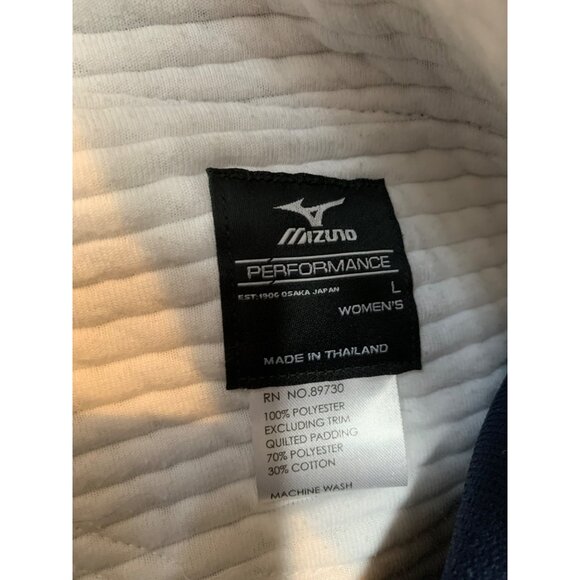 MIZUNO
PERFORMANCE
EST. 1906 OSAKA JAPAN
L
WOMEN'S
MADE IN THAILAND
RN NO.89730
100% POLYESTER
EXCLUDING TRIM
QUILTED PADDING
70% POLYESTER
30% COTTON
MACHINE WASH